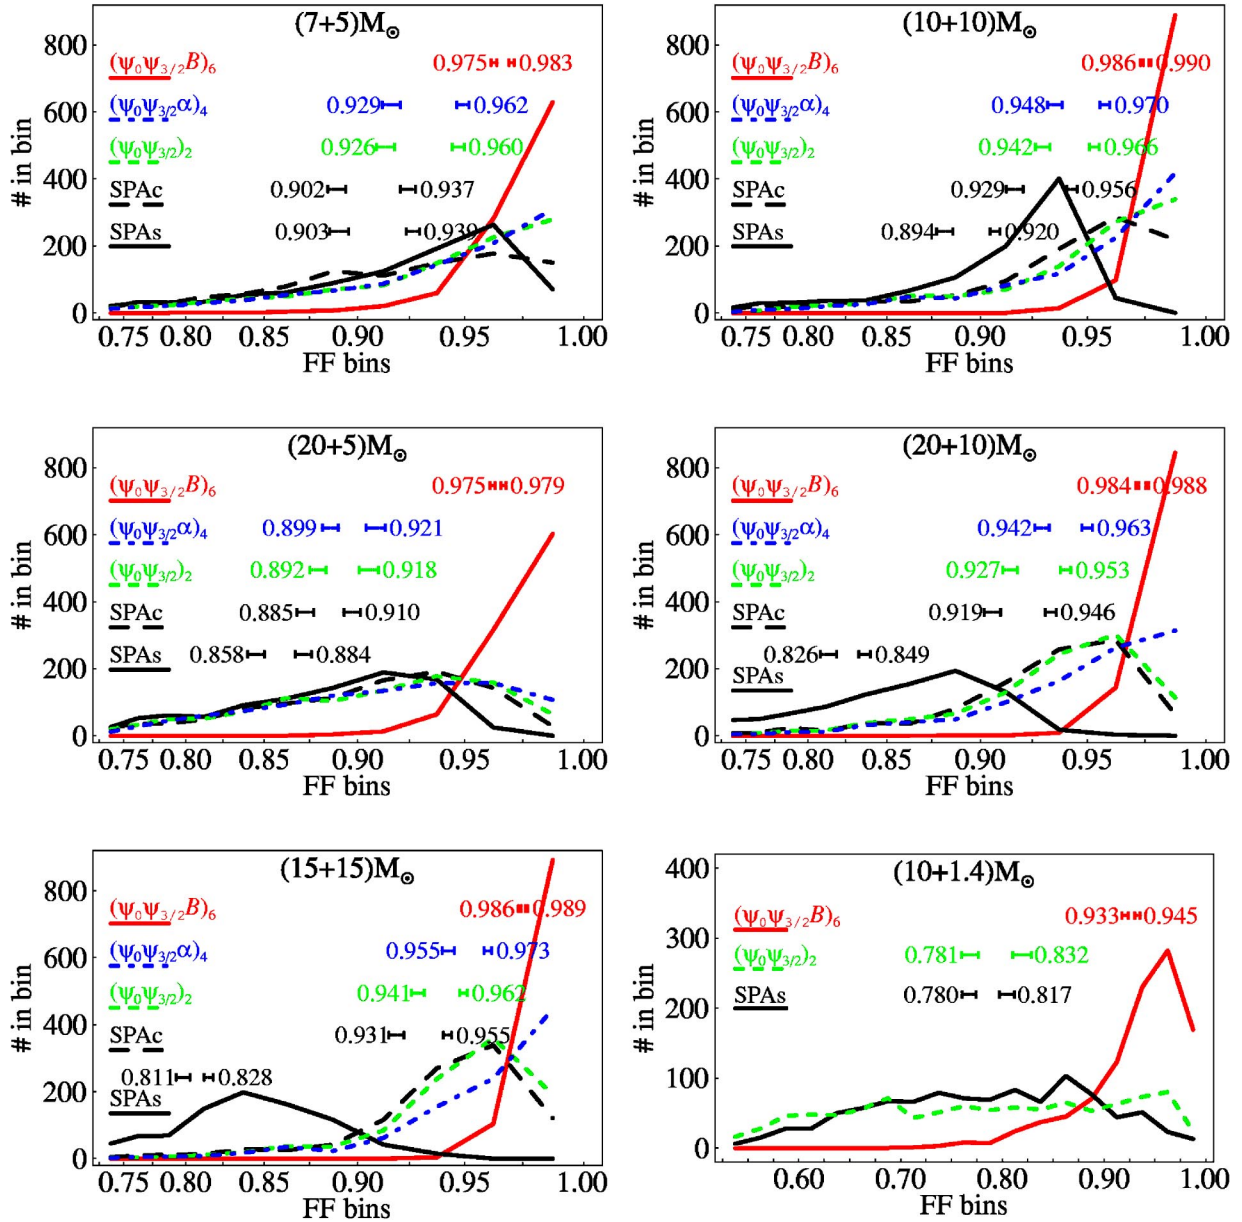 (7+5)M⊙
# in bin
800
600
400
200
0
(ψ₀ψ₃/₂B)₆ 0.975 0.983
(ψ₀ψ₃/₂α)₄ 0.929 0.962
(ψ₀ψ₃/₂)₂ 0.926 0.960
SPAc 0.902 0.937
SPAs 0.903 0.939
0.75 0.80 0.85 0.90 0.95 1.00
FF bins
(10+10)M⊙
# in bin
800
600
400
200
0
(ψ₀ψ₃/₂B)₆ 0.986 0.990
(ψ₀ψ₃/₂α)₄ 0.948 0.970
(ψ₀ψ₃/₂)₂ 0.942 0.966
SPAc 0.929 0.956
SPAs 0.894 0.920
0.75 0.80 0.85 0.90 0.95 1.00
FF bins
(20+5)M⊙
# in bin
800
600
400
200
0
(ψ₀ψ₃/₂B)₆ 0.975 0.979
(ψ₀ψ₃/₂α)₄ 0.899 0.921
(ψ₀ψ₃/₂)₂ 0.892 0.918
SPAc 0.885 0.910
SPAs 0.858 0.884
0.75 0.80 0.85 0.90 0.95 1.00
FF bins
(20+10)M⊙
# in bin
800
600
400
200
0
(ψ₀ψ₃/₂B)₆ 0.984 0.988
(ψ₀ψ₃/₂α)₄ 0.942 0.963
(ψ₀ψ₃/₂)₂ 0.927 0.953
SPAc 0.919 0.946
0.826 0.849
SPAs
0.75 0.80 0.85 0.90 0.95 1.00
FF bins
(15+15)M⊙
# in bin
800
600
400
200
0
(ψ₀ψ₃/₂B)₆ 0.986 0.989
(ψ₀ψ₃/₂α)₄ 0.955 0.973
(ψ₀ψ₃/₂)₂ 0.941 0.962
SPAc 0.931 0.955
0.811 0.828
SPAs
0.75 0.80 0.85 0.90 0.95 1.00
FF bins
(10+1.4)M⊙
# in bin
400
300
200
100
0
(ψ₀ψ₃/₂B)₆ 0.933 0.945
(ψ₀ψ₃/₂)₂ 0.781 0.832
SPAs 0.780 0.817
0.60 0.70 0.80 0.90 1.00
FF bins